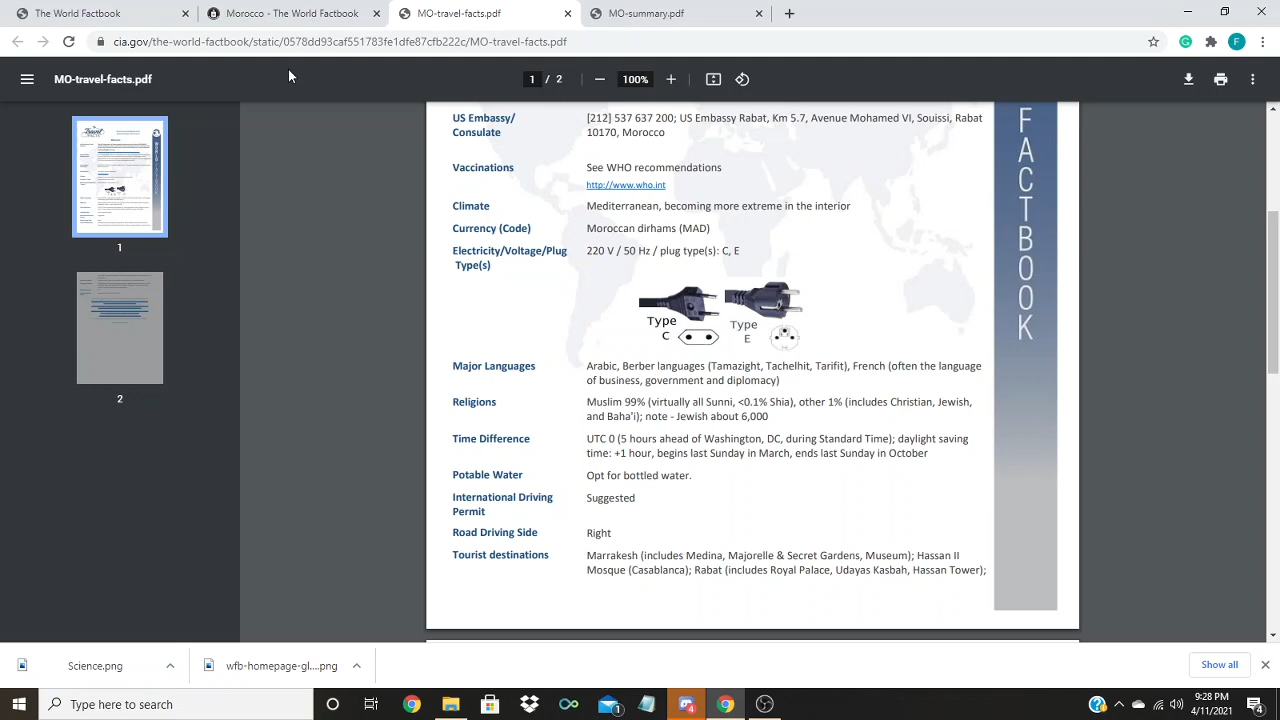 The World Factbook
Morocco - The World Factbook
MO-travel-facts.pdf
MO-summary.pdf
cia.gov/the-world-factbook/static/0578dd93caf551783fe1dfe87cfb222c/MO-travel-facts.pdf
F
MO-travel-facts.pdf
1 / 2
100%
US Embassy/ [212] 537 637 200; US Embassy Rabat, Km 5.7, Avenue Mohamed VI, Souissi, Rabat
Consulate 10170, Morocco
Vaccinations See WHO recommendations
http://www.who.int
Climate Mediterranean, becoming more extreme in the interior
Currency (Code) Moroccan dirhams (MAD)
Electricity/Voltage/Plug 220 V / 50 Hz / plug type(s): C, E
Type(s)
Type
C
Type
E
Major Languages Arabic, Berber languages (Tamazight, Tachelhit, Tarifit), French (often the language
of business, government and diplomacy)
Religions Muslim 99% (virtually all Sunni, <0.1% Shia), other 1% (includes Christian, Jewish,
and Baha'i); note - Jewish about 6,000
Time Difference UTC 0 (5 hours ahead of Washington, DC, during Standard Time); daylight saving
time: +1 hour, begins last Sunday in March, ends last Sunday in October
Potable Water Opt for bottled water.
International Driving Suggested
Permit
Road Driving Side Right
Tourist destinations Marrakesh (includes Medina, Majorelle & Secret Gardens, Museum); Hassan II
Mosque (Casablanca); Rabat (includes Royal Palace, Udayas Kasbah, Hassan Tower);
FACTBOOK
1
2
Science.png
wfb-homepage-gl....png
Show all
Type here to search
1
4
9:28 PM
4/11/2021
4